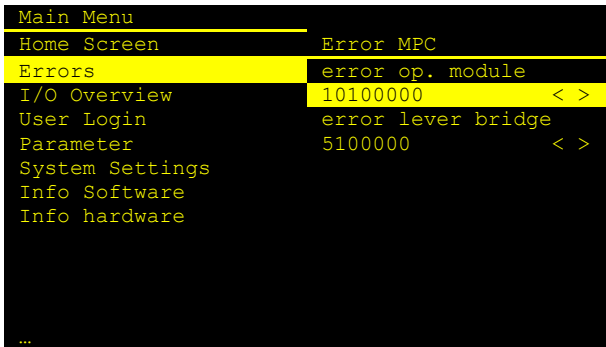 Main Menu
Home Screen
Errors
I/O Overview
User Login
Parameter
System Settings
Info Software
Info hardware
…
Error MPC
error op. module
10100000 < >
error lever bridge
5100000 < >